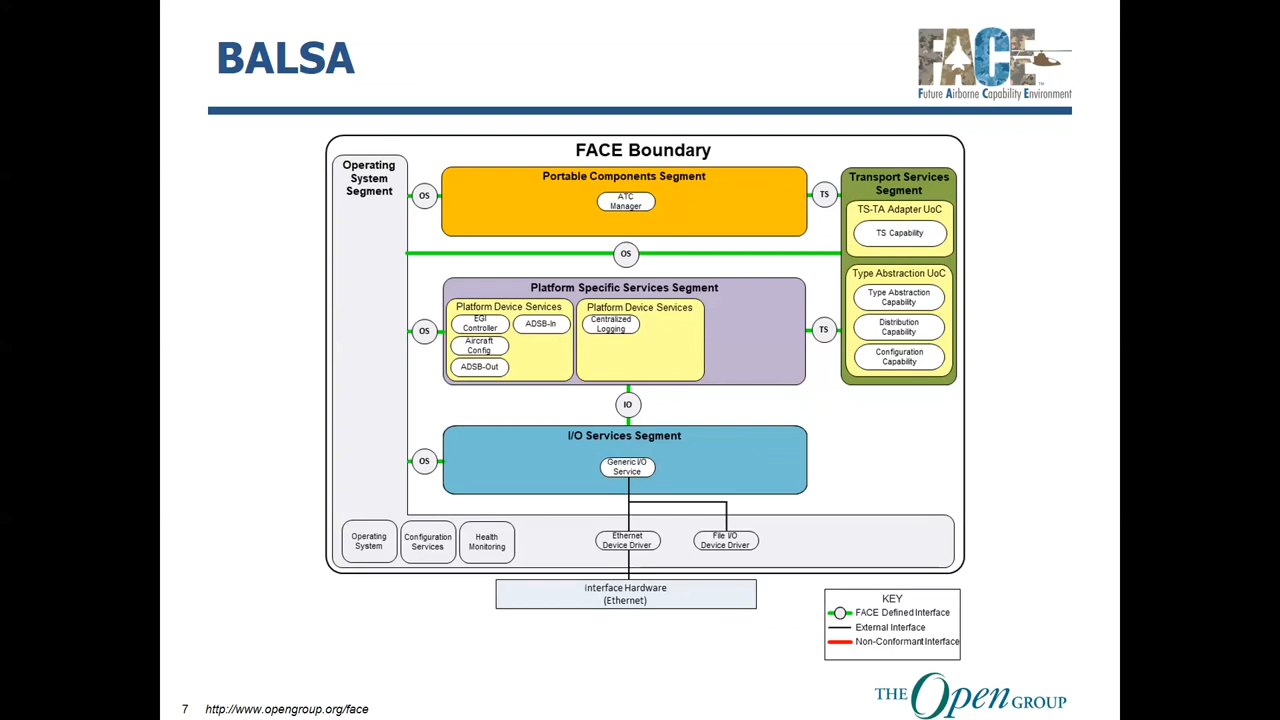 BALSA
FACE
Future Airborne Capability Environment
FACE Boundary
Operating
System
Segment
OS
Portable Components Segment
ATC
Manager
TS
Transport Services
Segment
TS-TA Adapter UoC
TS Capability
OS
Type Abstraction UoC
Type Abstraction
Capability
Distribution
Capability
Configuration
Capability
OS
Platform Specific Services Segment
Platform Device Services
EGI
Controller
ADSB-In
Aircraft
Config
ADSB-Out
Platform Device Services
Centralized
Logging
TS
IO
OS
I/O Services Segment
Generic I/O
Service
Operating
System
Configuration
Services
Health
Monitoring
Ethernet
Device Driver
File I/O
Device Driver
Interface Hardware
(Ethernet)
KEY
FACE Defined Interface
External Interface
Non-Conformant Interface
7 http://www.opengroup.org/face
THE Open GROUP